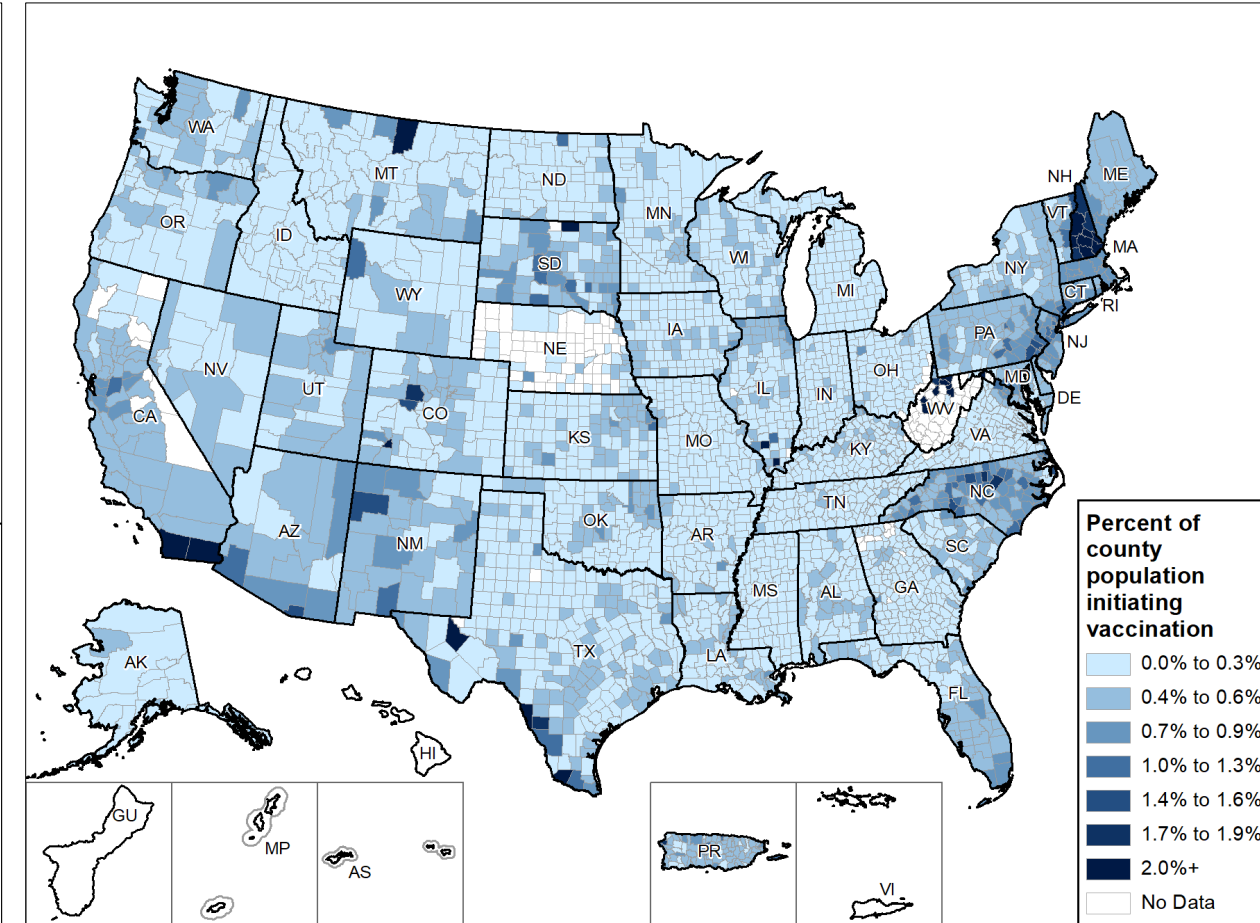 WA
MT
ND
MN
OR
ID
SD
WI
WY
MI
NH
ME
VT
NY
MA
CT
RI
NV
UT
CO
NE
IA
IL
IN
OH
PA
NJ
MD
DE
WV
VA
CA
KS
MO
KY
AZ
NM
OK
AR
TN
NC
SC
MS
AL
GA
TX
LA
FL
AK
HI
GU
MP
AS
PR
VI
Percent of
county
population
initiating
vaccination
0.0% to 0.3%
0.4% to 0.6%
0.7% to 0.9%
1.0% to 1.3%
1.4% to 1.6%
1.7% to 1.9%
2.0%+
No Data